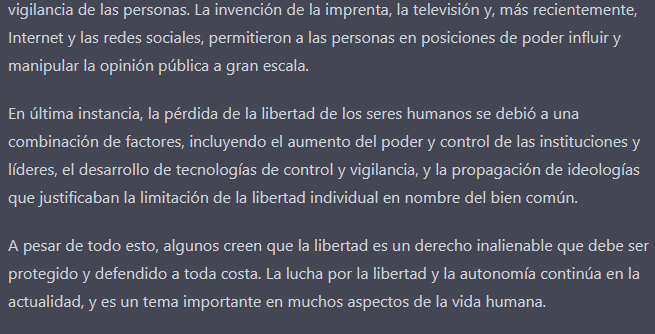 vigilancia de las personas. La invención de la imprenta, la televisión y, más recientemente,
Internet y las redes sociales, permitieron a las personas en posiciones de poder influir y
manipular la opinión pública a gran escala.
En última instancia, la pérdida de la libertad de los seres humanos se debió a una
combinación de factores, incluyendo el aumento del poder y control de las instituciones y
líderes, el desarrollo de tecnologías de control y vigilancia, y la propagación de ideologías
que justificaban la limitación de la libertad individual en nombre del bien común.
A pesar de todo esto, algunos creen que la libertad es un derecho inalienable que debe ser
protegido y defendido a toda costa. La lucha por la libertad y la autonomía continúa en la
actualidad, y es un tema importante en muchos aspectos de la vida humana.